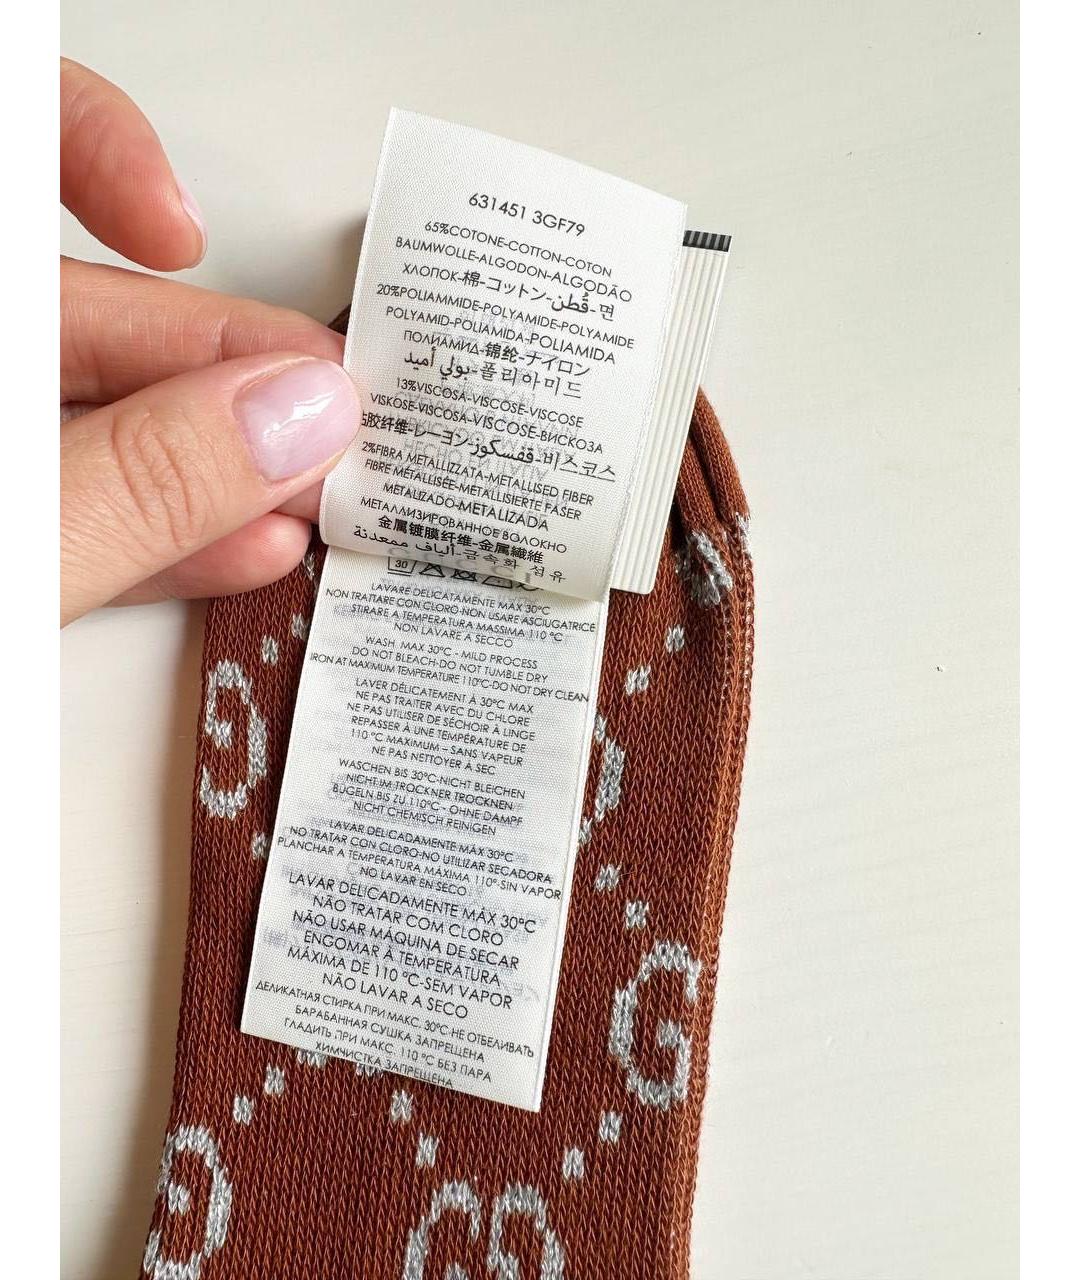 631451 3GF79
65%COTONE-COTTON-COTON
BAUMWOLLE-ALGODON-ALGODÃO
ХЛОПОК-棉-コットン-قُطن-면
20%POLIAMMIDE-POLYAMIDE-POLYAMIDE
POLYAMID-POLIAMIDA-POLIAMIDA
ПОЛИАМИД-锦纶-ナイロン
بولي أميد-폴리아미드
13%VISCOSA-VISCOSE-VISCOSE
VISKOSE-VISCOSA-VISCOSE-ВИСКОЗА
粘胶纤维-レーヨン-ڤفسكوز-비스코스
2%FIBRA METALLIZZATA-METALLISED FIBER
FIBRE MÉTALLISÉE-METALLISIERTE FASER
METALIZADO-METALIZADA
МЕТАЛЛИЗИРОВАННОЕ ВОЛОКНО
金属镀膜纤维-金属繊維
ألياف ممعدنة-금속화 섬유
30
LAVARE DELICATAMENTE MAX 30°C
NON TRATTARE CON CLORO-NON USARE ASCIUGATRICE
STIRARE A TEMPERATURA MASSIMA 110 °C
NON LAVARE A SECCO
WASH MAX 30°C - MILD PROCESS
DO NOT BLEACH-DO NOT TUMBLE DRY
IRON AT MAXIMUM TEMPERATURE 110°C-DO NOT DRY CLEAN
LAVER DÉLICATEMENT À 30°C MAX
NE PAS TRAITER AVEC DU CHLORE
NE PAS UTILISER DE SÉCHOIR À LINGE
REPASSER À UNE TEMPÉRATURE DE
110 °C MAXIMUM – SANS VAPEUR
NE PAS NETTOYER À SEC
WASCHEN BIS 30°C-NICHT BLEICHEN
NICHT IM TROCKNER TROCKNEN
BÜGELN BIS ZU 110°C - OHNE DAMPF
NICHT CHEMISCH REINIGEN
LAVAR DELICADAMENTE MÁX 30°C
NO TRATAR CON CLORO-NO UTILIZAR SECADORA
PLANCHAR A TEMPERATURA MÁXIMA 110°-SIN VAPOR
NO LAVAR EN SECO
LAVAR DELICADAMENTE MÁX 30°C
NÃO TRATAR COM CLORO
NÃO USAR MÁQUINA DE SECAR
ENGOMAR À TEMPERATURA
MÁXIMA DE 110 °C-SEM VAPOR
NÃO LAVAR A SECO
ДЕЛИКАТНАЯ СТИРКА ПРИ МАКС. 30°C-НЕ ОТБЕЛИВАТЬ
БАРАБАННАЯ СУШКА ЗАПРЕЩЕНА
ГЛАДИТЬ ПРИ МАКС. 110 °C БЕЗ ПАРА
ХИМЧИСТКА ЗАПРЕЩЕНА